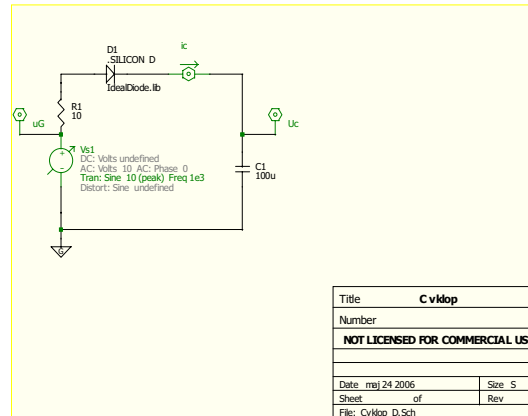 D1
.SILICON D
IdealDiode.lib
ic
R1
10
uG
Uc
Vs1
DC: Volts undefined
AC: Volts 10 AC: Phase 0
Tran: Sine 10 (peak) Freq 1e3
Distort: Sine undefined
C1
100u
G
Title Cvklop
Number
NOT LICENSED FOR COMMERCIAL US
Date maj 24 2006 Size S
Sheet of Rev
File: Cyklop_D.Sch